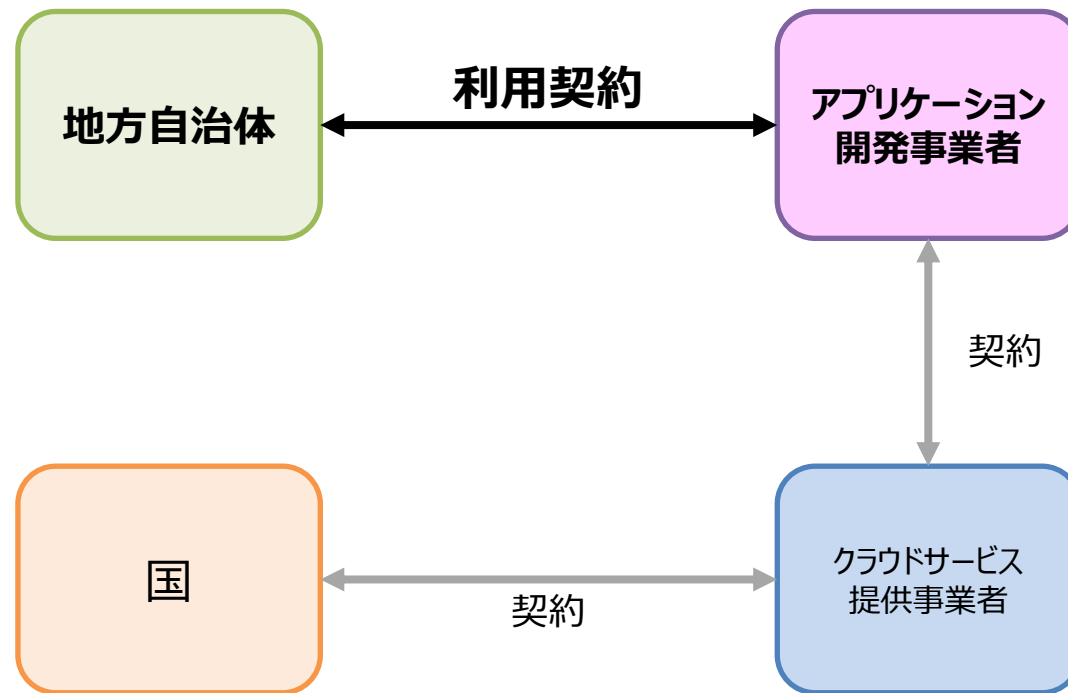 地方自治体
利用契約
アプリケーション
開発事業者
契約
国
契約
クラウドサービス
提供事業者